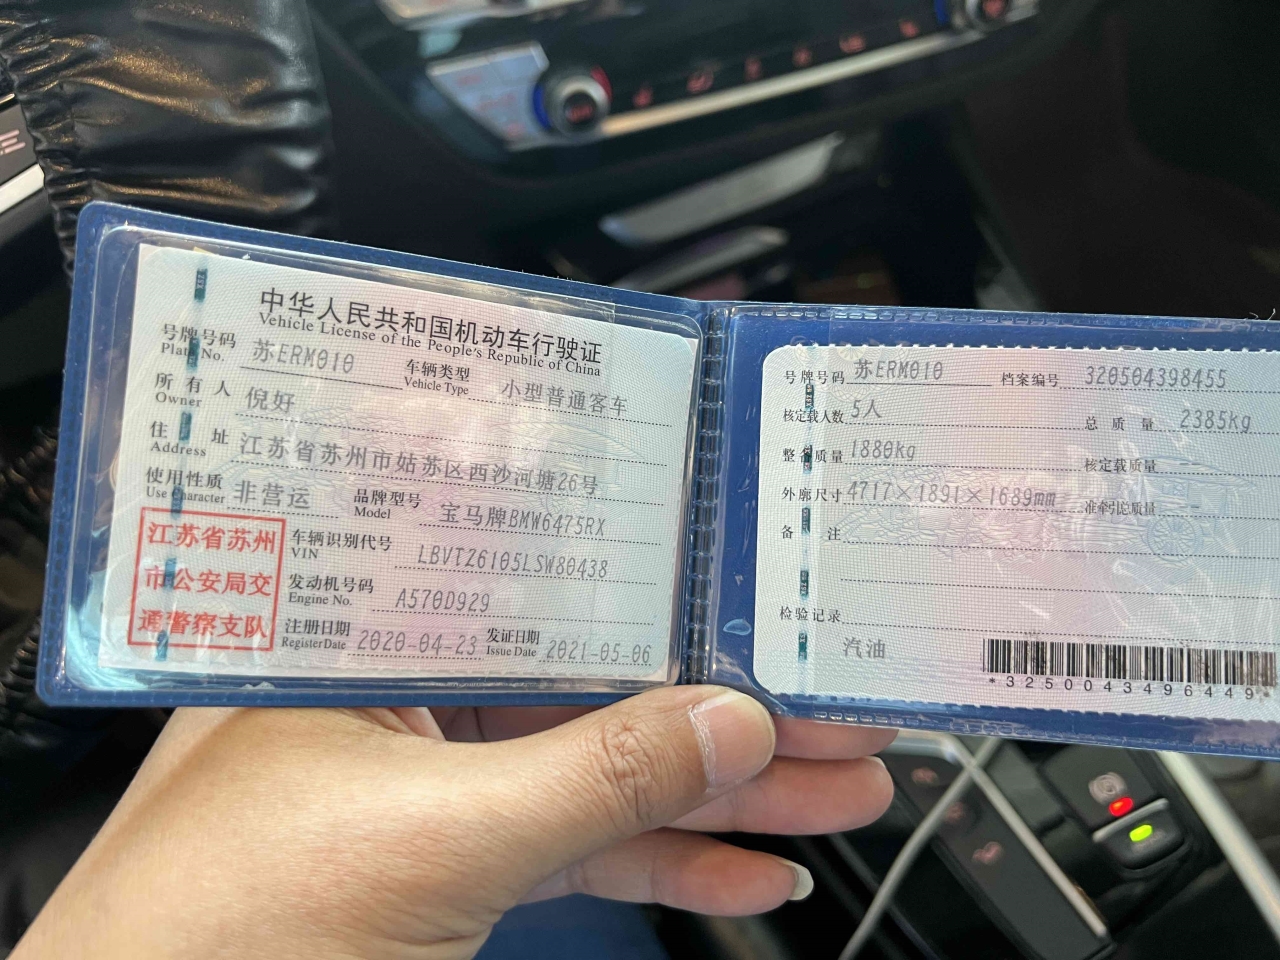 中华人民共和国机动车行驶证
Vehicle License of the People's Republic of China
号牌号码 苏ERM010 车辆类型 小型普通客车
Plate No. Vehicle Type
所有人 倪好
Owner
住址 江苏省苏州市姑苏区西沙河塘26号
Address
使用性质 非营运 品牌型号 宝马牌BMW6475RX
Use Character Model
江苏省苏州
市公安局交
通警察支队
车辆识别代号 LBVTZ6105LSW80438
VIN
发动机号码 A570D929
Engine No.
注册日期 2020-04-23 发证日期 2021-05-06
Register Date Issue Date
号牌号码 苏ERM010 档案编号 320504398455
核定载人数 5人 总质量 2385kg
整备质量 1880kg 核定载质量 --
外廓尺寸 4717×1891×1689mm 准牵引总质量 --
备注
检验记录
汽油
*3250043496449*